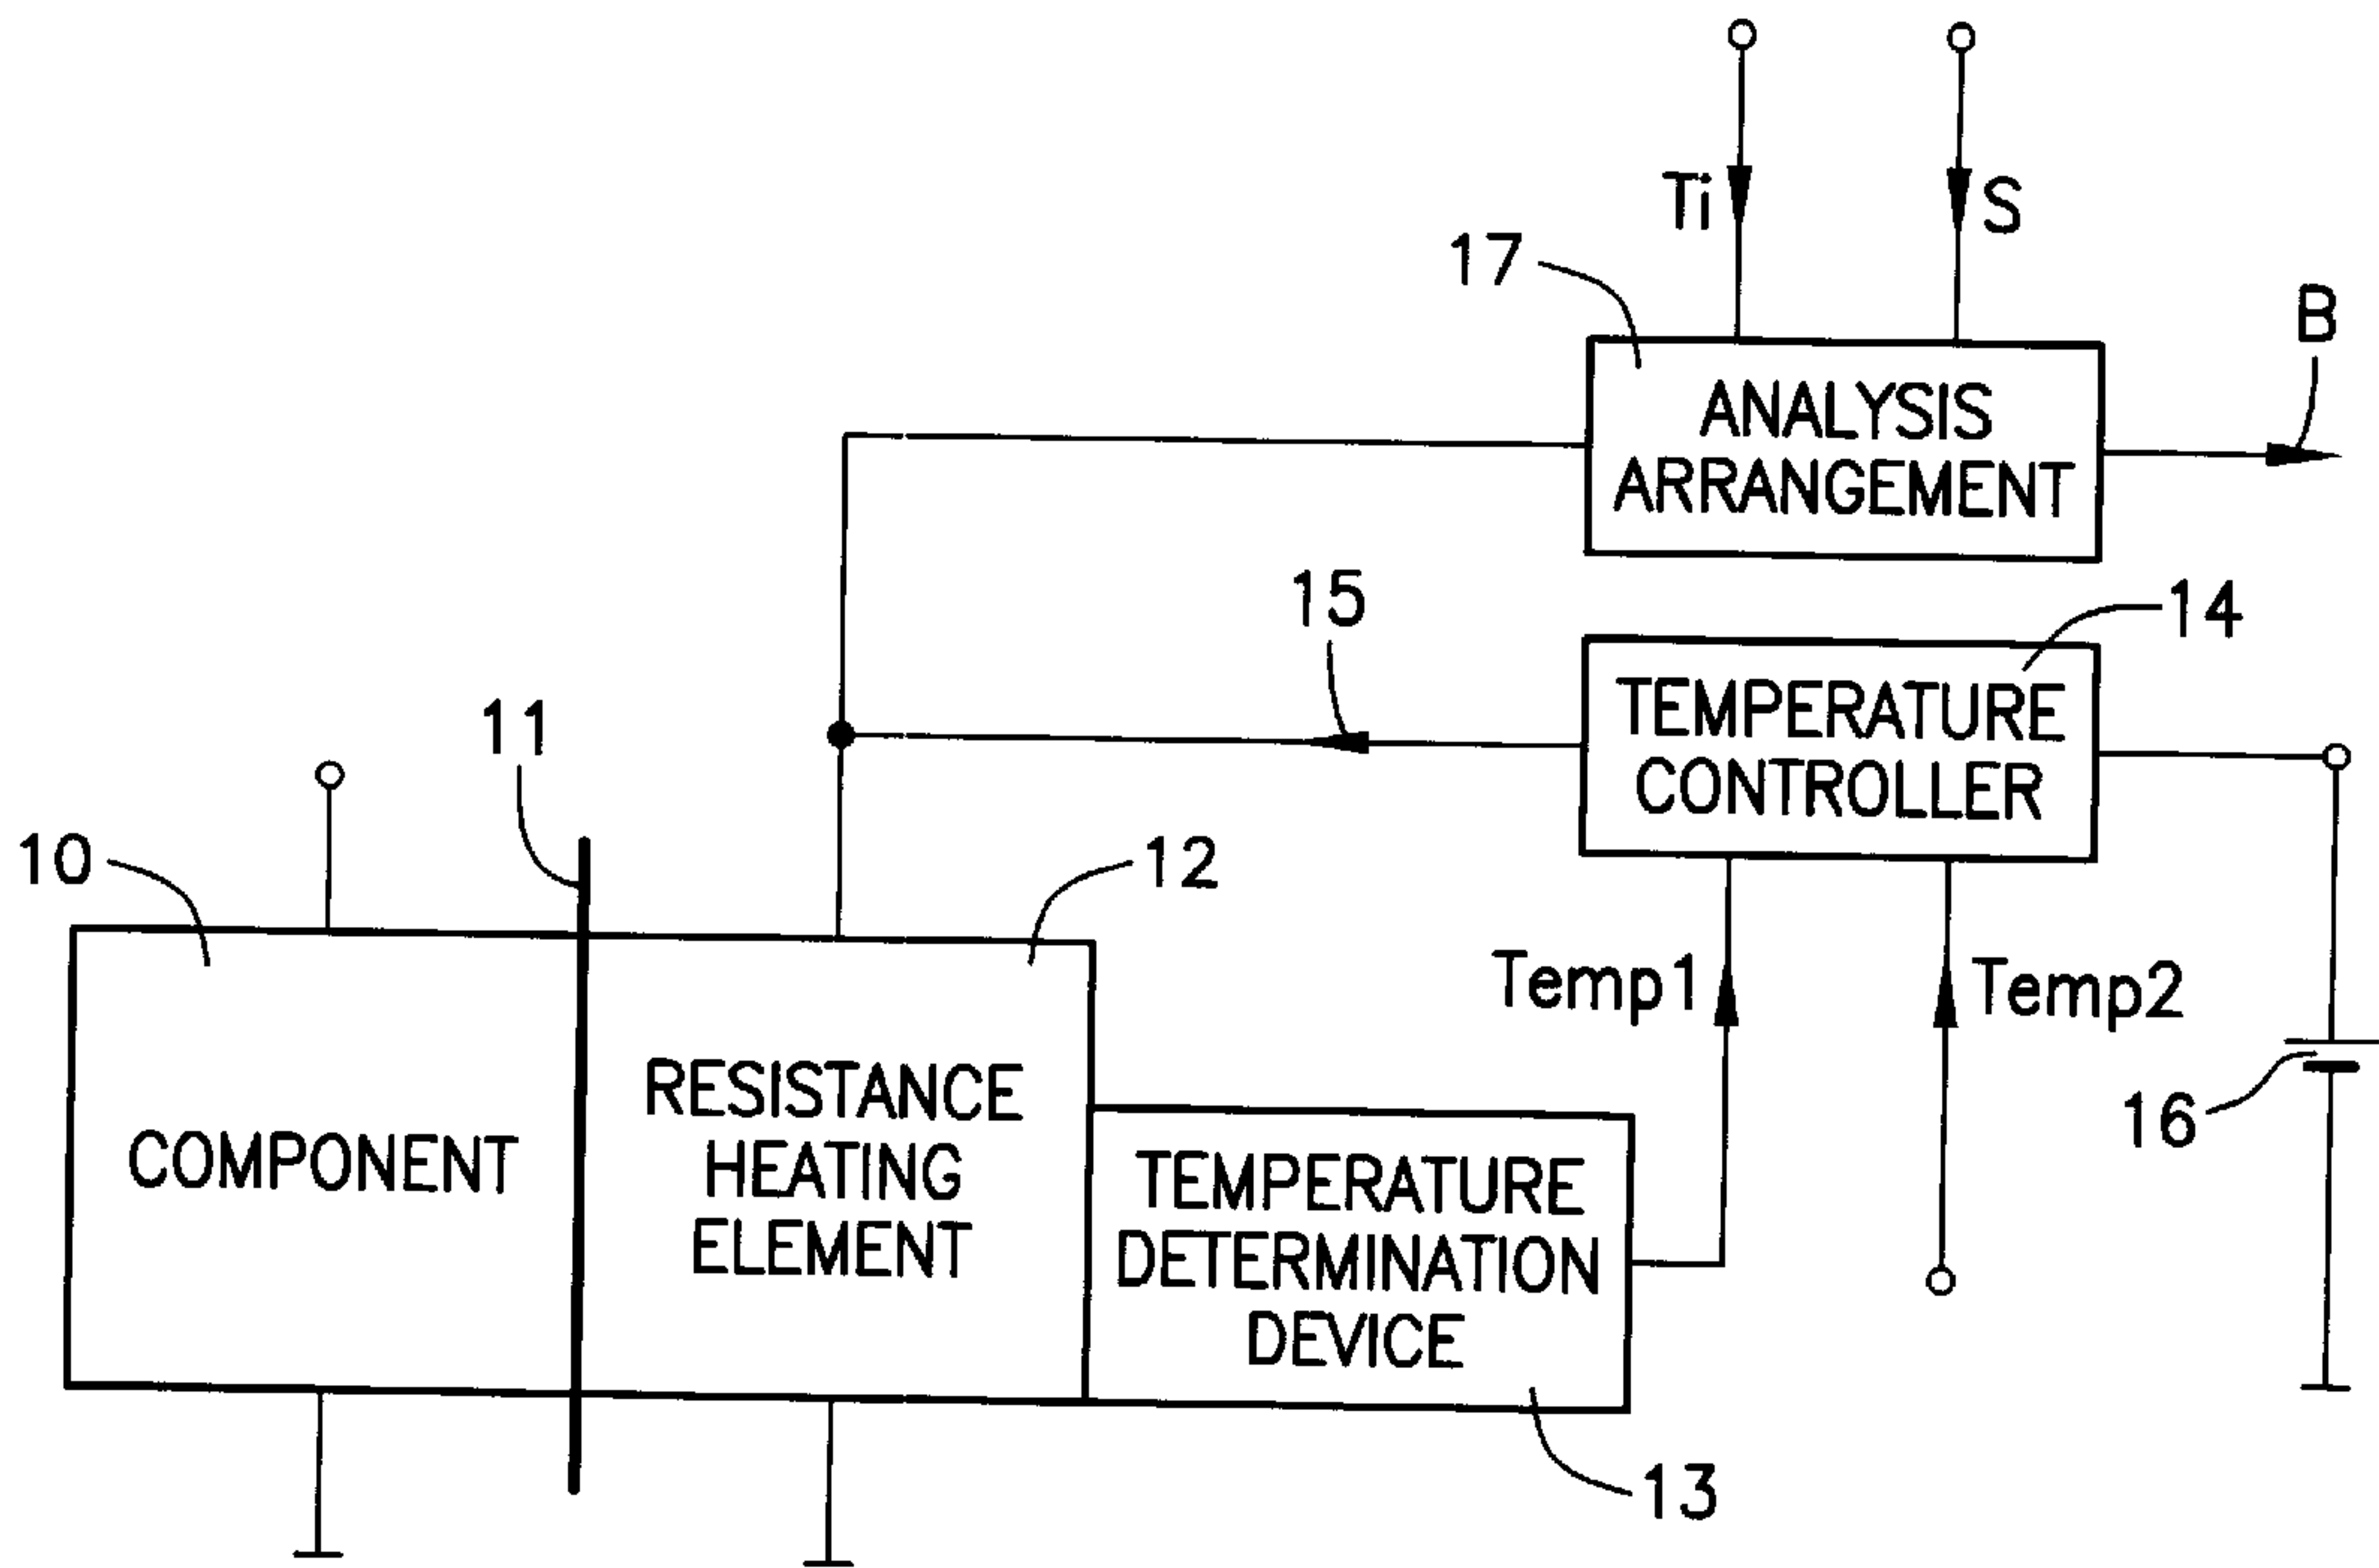 Ti
S
17
B
ANALYSIS
ARRANGEMENT
15
14
TEMPERATURE
CONTROLLER
11
10
12
Temp1
Temp2
16
COMPONENT
RESISTANCE
HEATING
ELEMENT
TEMPERATURE
DETERMINATION
DEVICE
13